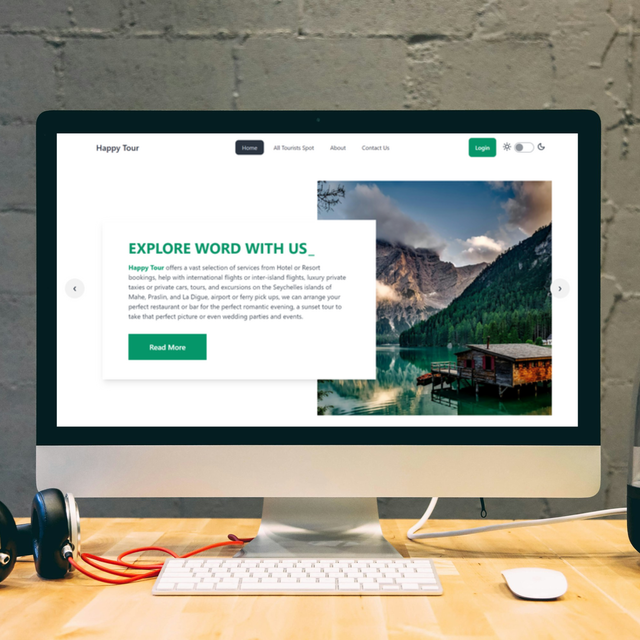 Happy Tour
Home
All Tourists Spot
About
Contact Us
Login
EXPLORE WORD WITH US_
Happy Tour offers a vast selection of services from Hotel or Resort
bookings, help with international flights or inter-island flights, luxury private
taxies or private cars, tours, and excursions on the Seychelles islands of
Mahe, Praslin, and La Digue, airport or ferry pick ups, we can arrange your
perfect restaurant or bar for the perfect romantic evening, a sunset tour to
take that perfect picture or even wedding parties and events.
Read More